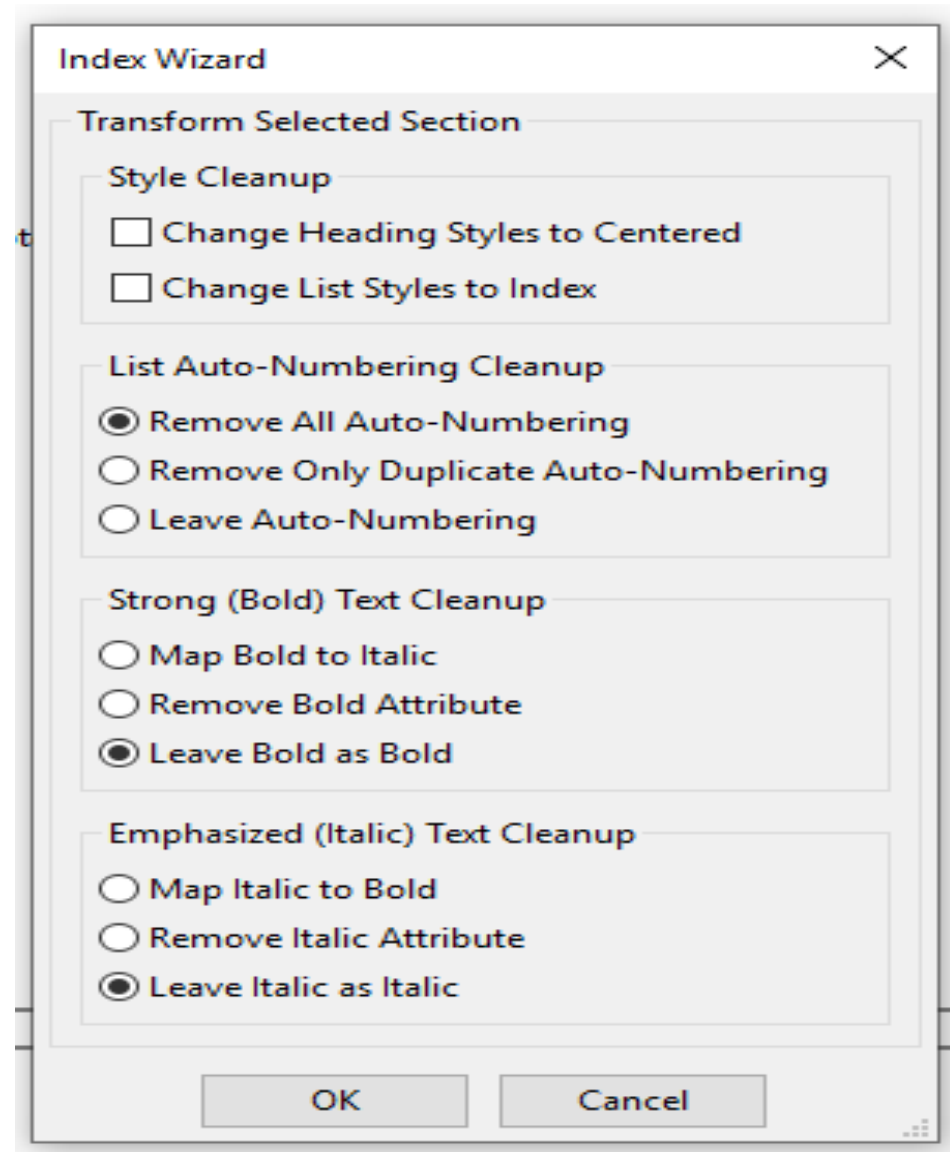 Index Wizard
Transform Selected Section
Style Cleanup
Change Heading Styles to Centered
Change List Styles to Index
List Auto-Numbering Cleanup
Remove All Auto-Numbering
Remove Only Duplicate Auto-Numbering
Leave Auto-Numbering
Strong (Bold) Text Cleanup
Map Bold to Italic
Remove Bold Attribute
Leave Bold as Bold
Emphasized (Italic) Text Cleanup
Map Italic to Bold
Remove Italic Attribute
Leave Italic as Italic
OK Cancel